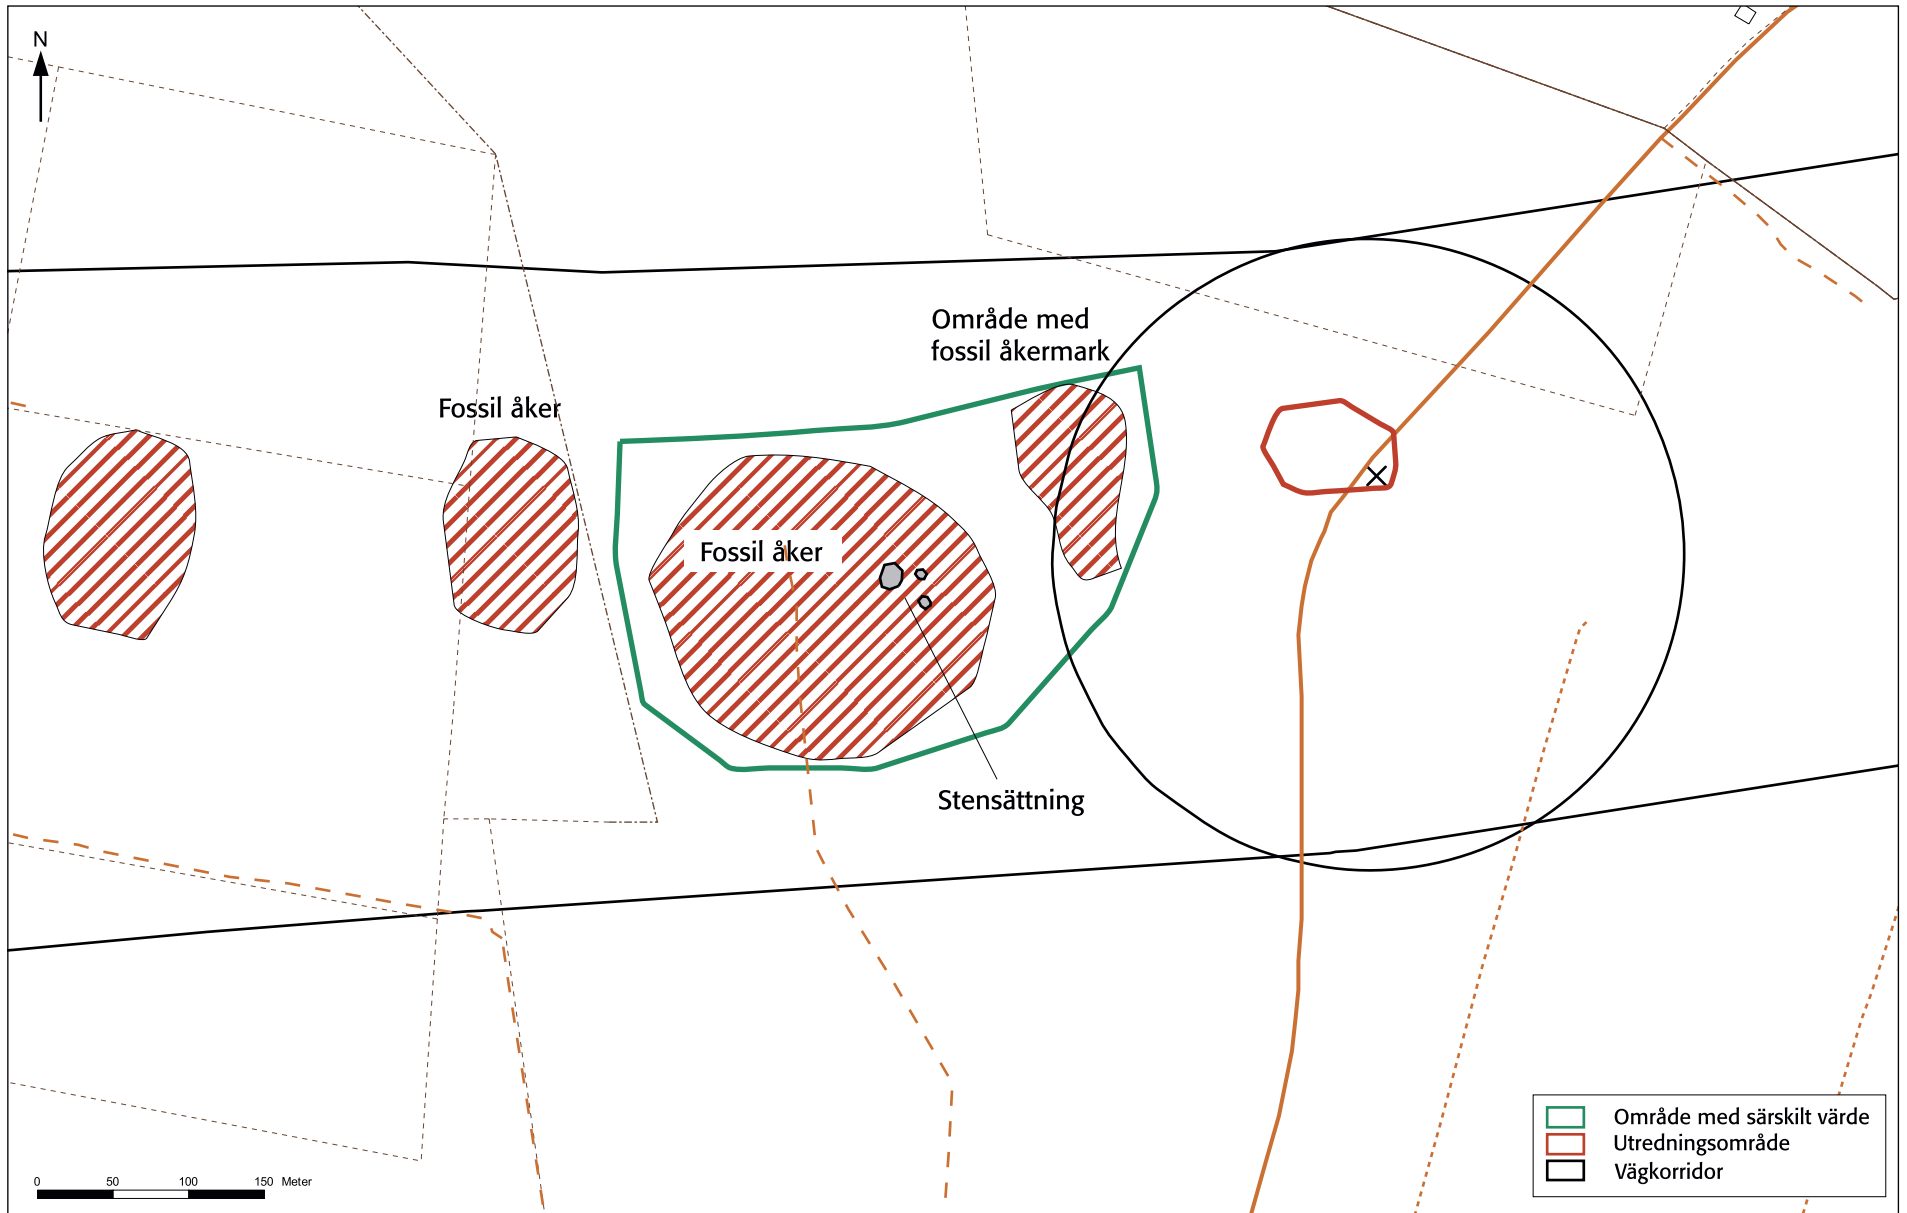 N
Område med
fossil åkermark
Fossil åker
Fossil åker
Stensättning
Område med särskilt värde
Utredningsområde
Vägkorridor
0 50 100 150 Meter